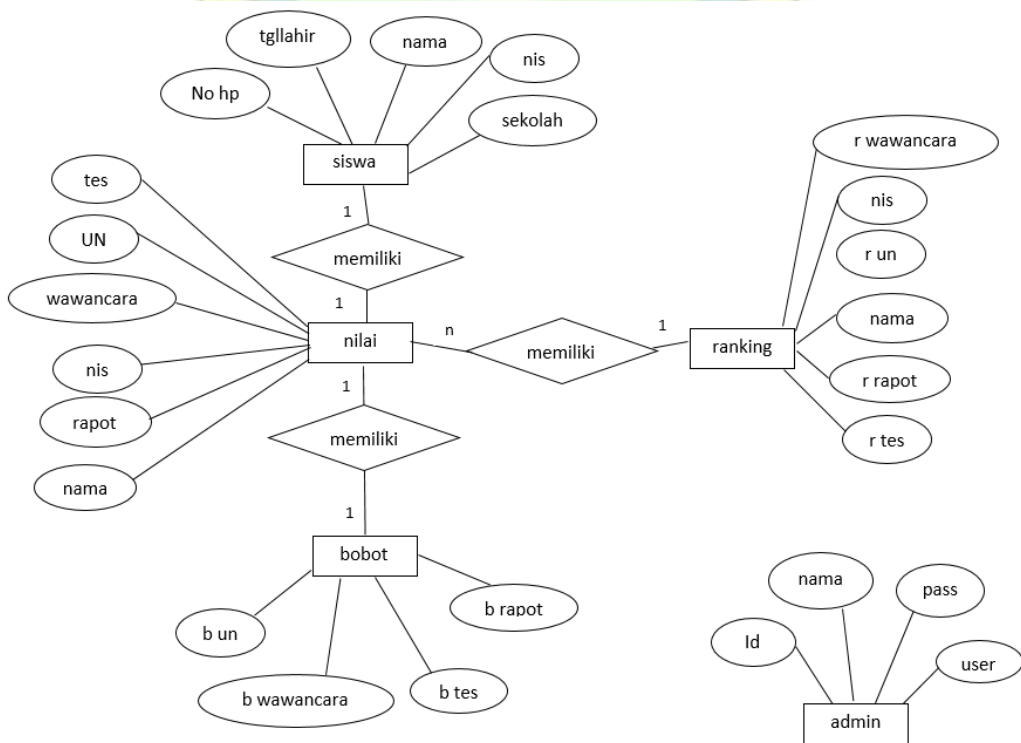 tgllahir
nama
nis
No hp
sekolah
siswa
r wawancara
tes
nis
1
UN
r un
memiliki
wawancara
1
nama
n
1
nilai
ranking
memiliki
nis
r rapot
1
rapot
memiliki
r tes
nama
1
bobot
nama
pass
b rapot
b un
Id
user
b wawancara
b tes
admin